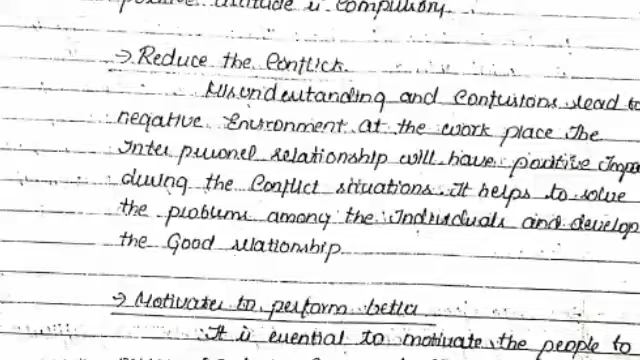 positive attitude is compulsory.
→ Reduce the Conflicts.
Misunderstanding and Confusions lead to
negative Environment at the work place The
Inter personel relationship will have positive Impa
during the Conflict situations. It helps to solve
the problems among the Individuals and develop
the Good relationship
→ Motivates to perform better
It is essential to motivate the people to